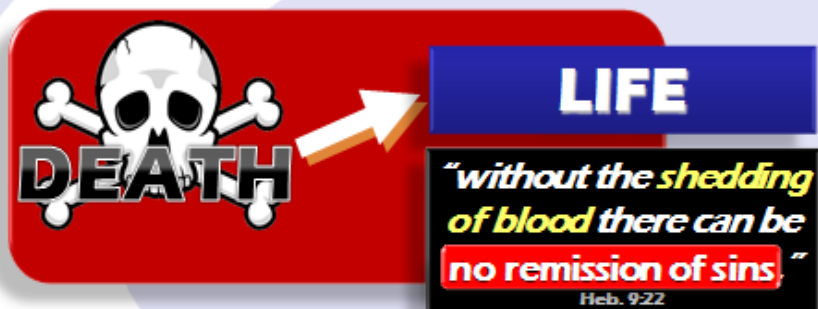 DEATH
LIFE
“without the shedding
of blood there can be
no remission of sins.”
Heb. 9:22